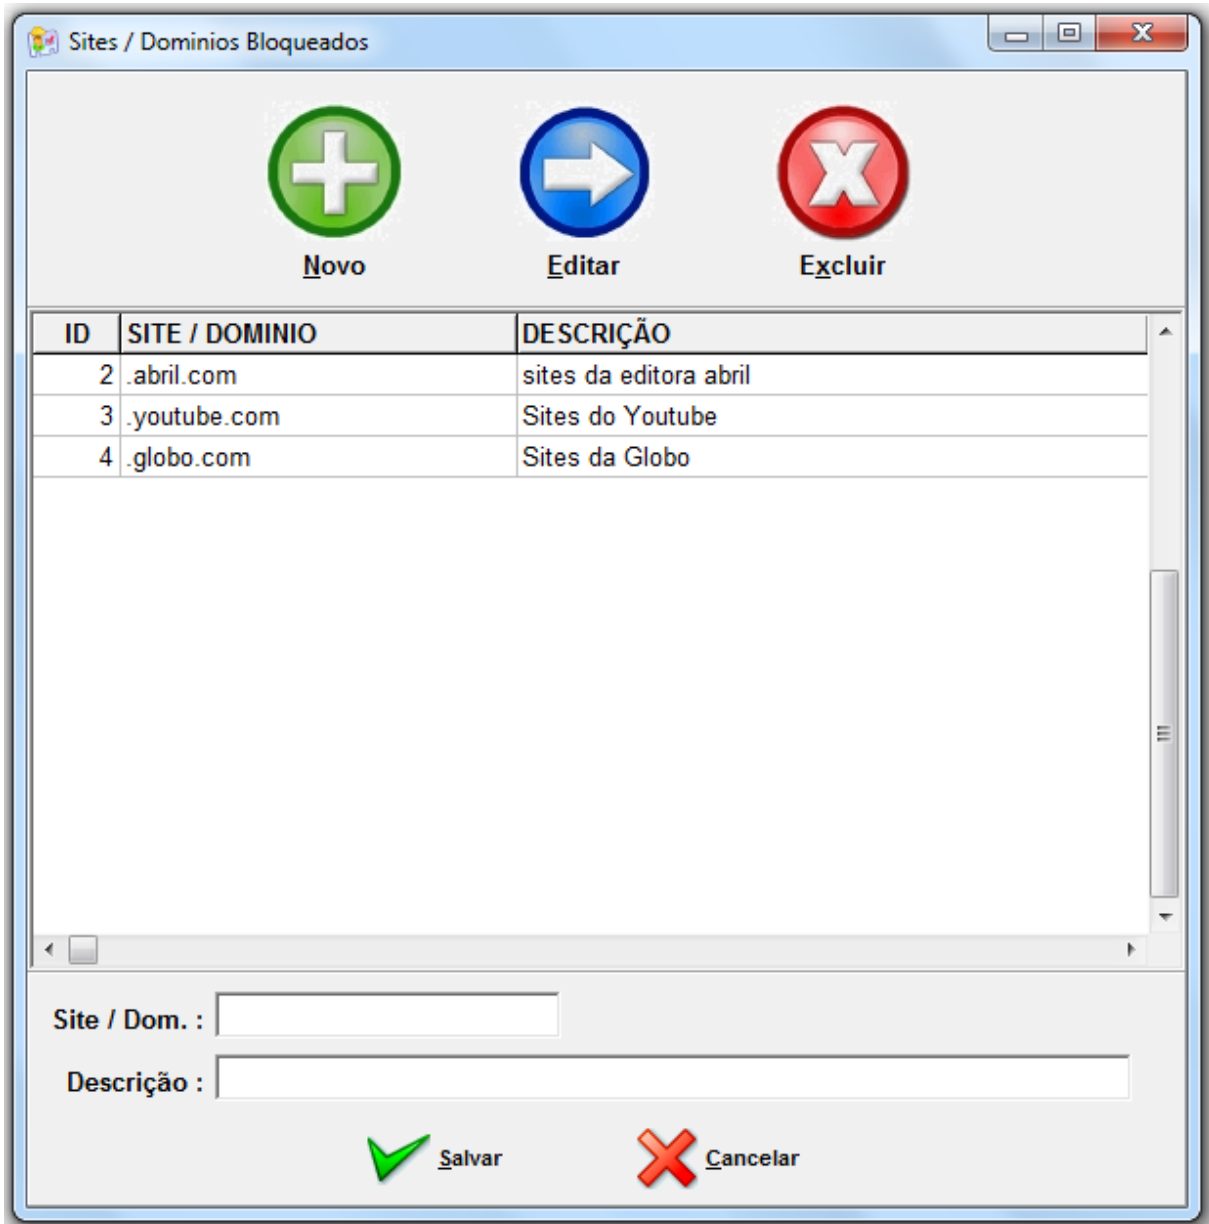 Sites / Dominios Bloqueados
Novo Editar Excluir
ID SITE / DOMINIO DESCRIÇÃO
2 .abril.com sites da editora abril
3 .youtube.com Sites do Youtube
4 .globo.com Sites da Globo
Site / Dom. :
Descrição :
Salvar Cancelar